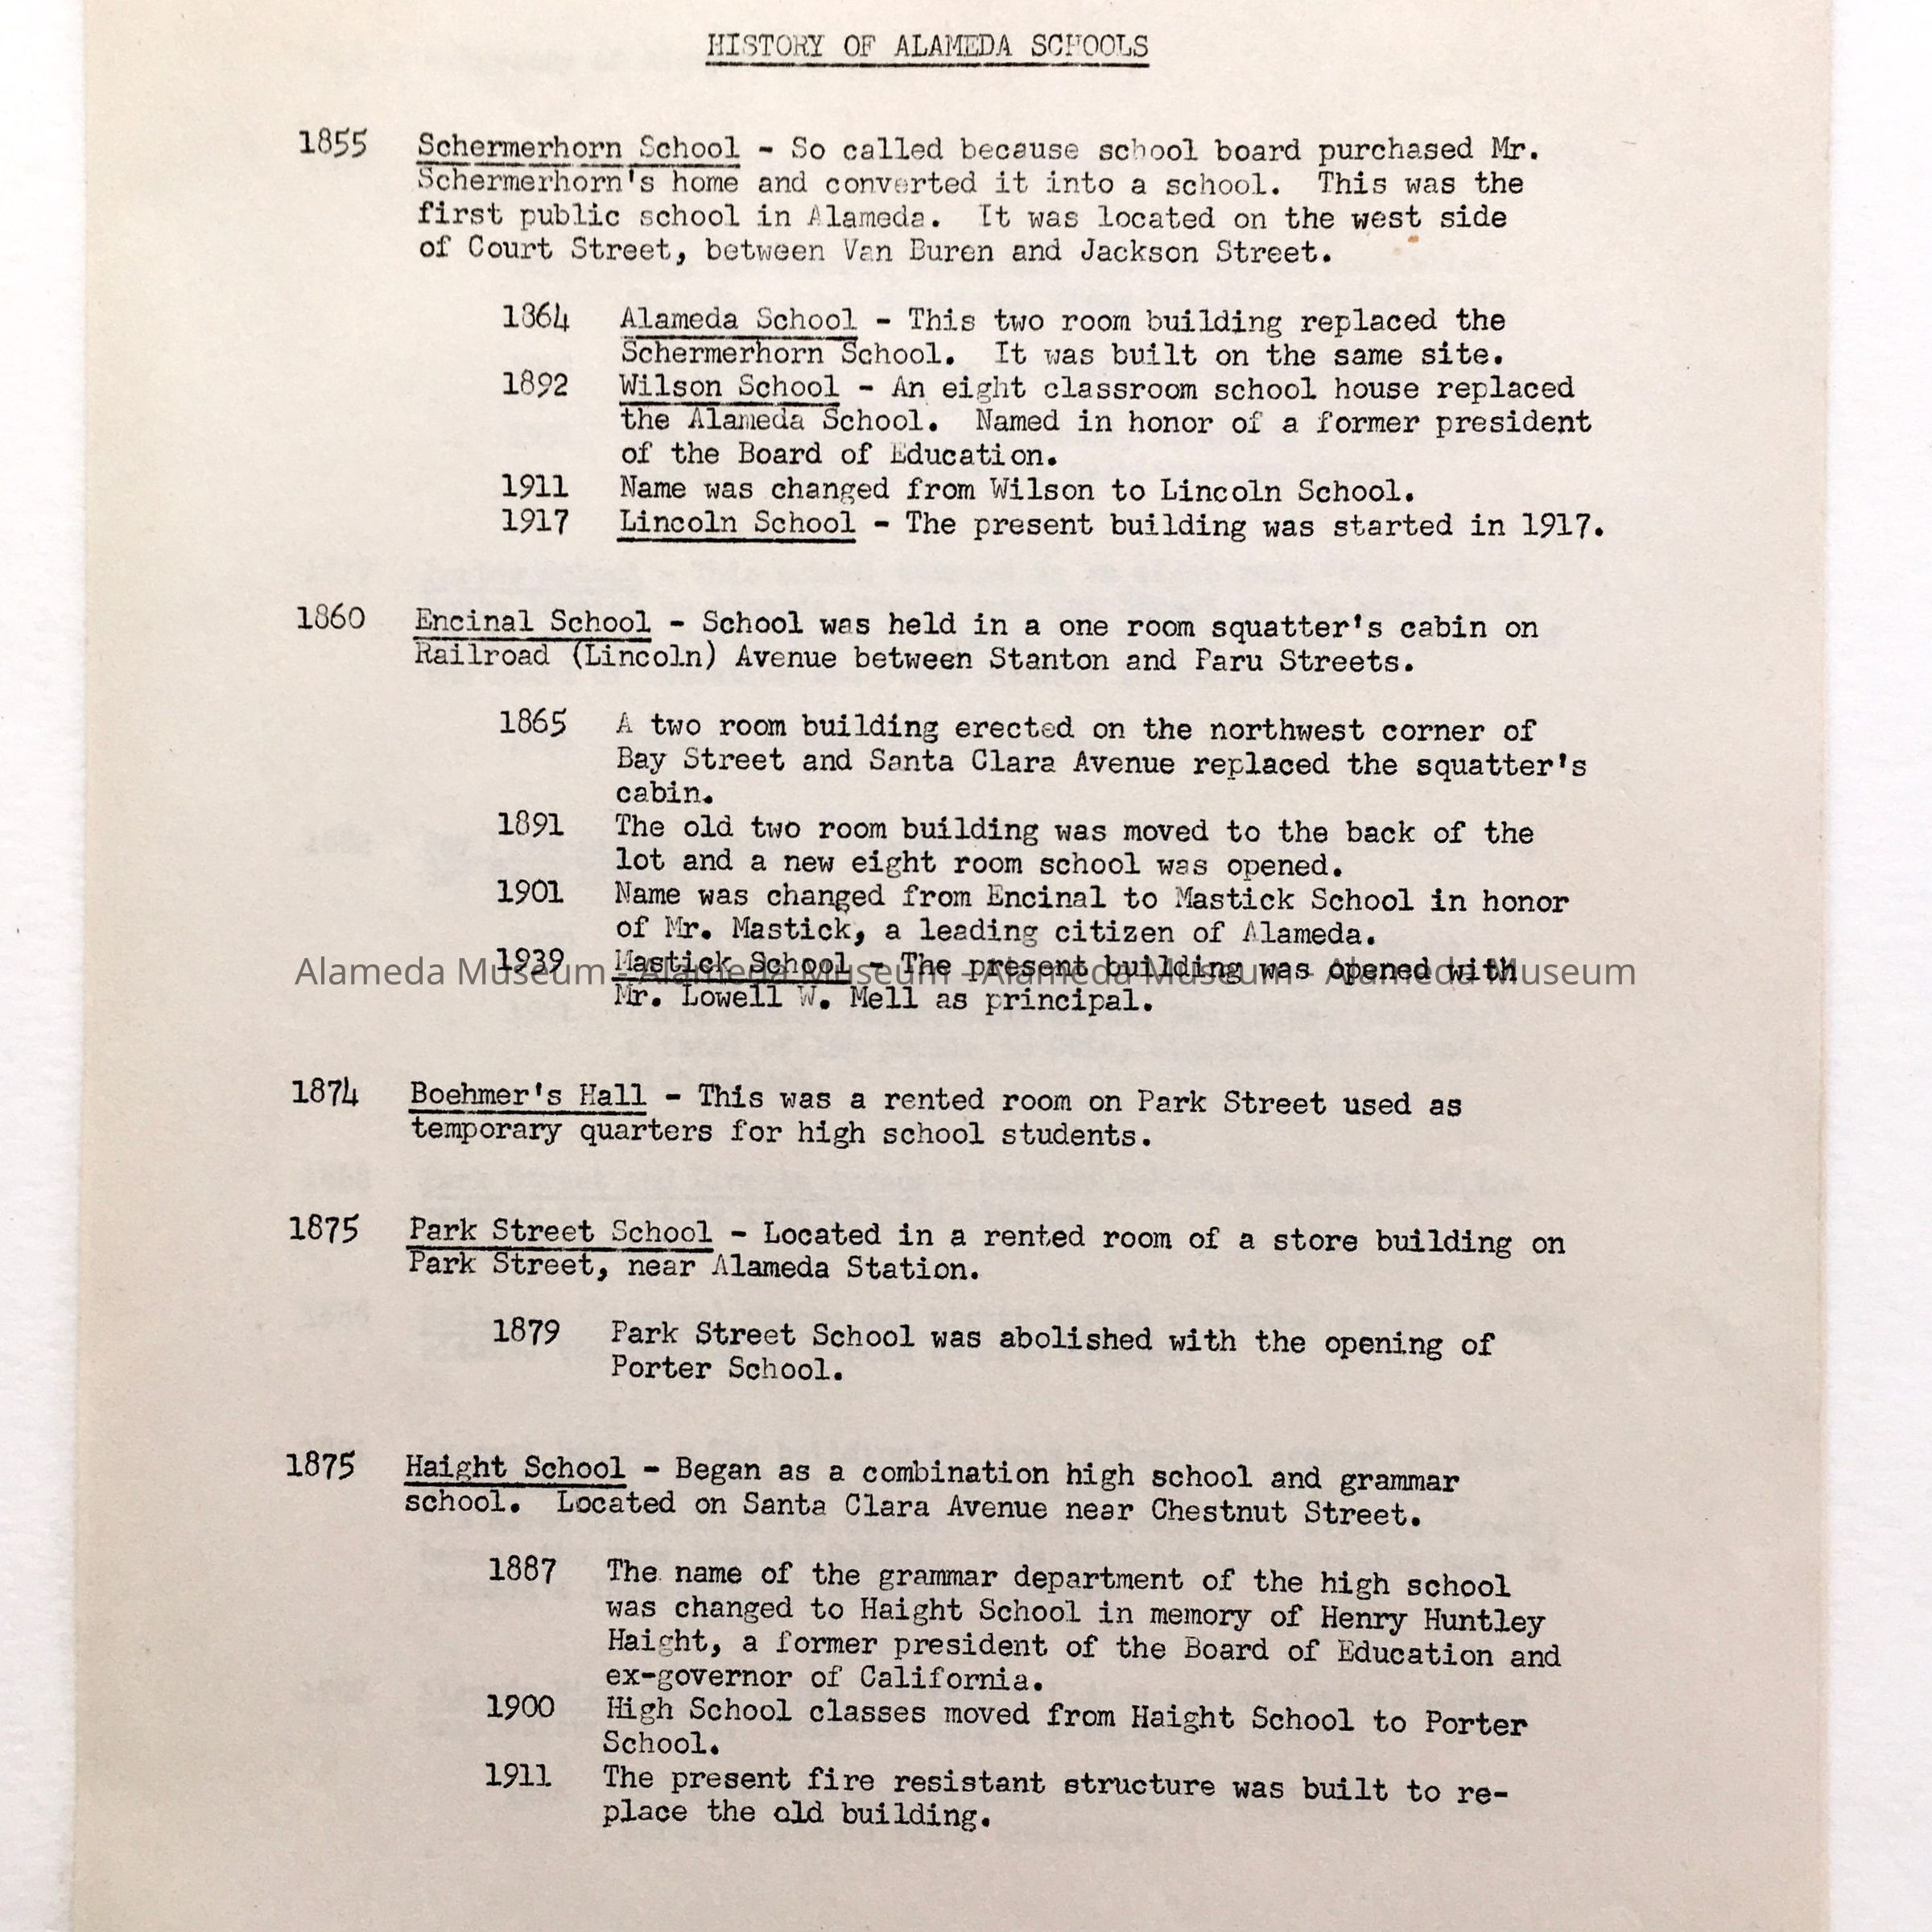 HISTORY OF ALAMEDA SCHOOLS
1855 Schermerhorn School - So called because school board purchased Mr.
Schermerhorn's home and converted it into a school. This was the
first public school in Alameda. It was located on the west side
of Court Street, between Van Buren and Jackson Street.
1864 Alameda School - This two room building replaced the
Schermerhorn School. It was built on the same site.
1892 Wilson School - An eight classroom school house replaced
the Alameda School. Named in honor of a former president
of the Board of Education.
1911 Name was changed from Wilson to Lincoln School.
1917 Lincoln School - The present building was started in 1917.
1860 Encinal School - School was held in a one room squatter's cabin on
Railroad (Lincoln) Avenue between Stanton and Paru Streets.
1865 A two room building erected on the northwest corner of
Bay Street and Santa Clara Avenue replaced the squatter's
cabin.
1891 The old two room building was moved to the back of the
lot and a new eight room school was opened.
1901 Name was changed from Encinal to Mastick School in honor
of Mr. Mastick, a leading citizen of Alameda.
1939 Mastick School - The present building was opened with
Alameda Museum - Alameda Museum - Alameda Museum - Alameda Museum
Mr. Lowell W. Mell as principal.
1874 Boehmer's Hall - This was a rented room on Park Street used as
temporary quarters for high school students.
1875 Park Street School - Located in a rented room of a store building on
Park Street, near Alameda Station.
1879 Park Street School was abolished with the opening of
Porter School.
1875 Haight School - Began as a combination high school and grammar
school. Located on Santa Clara Avenue near Chestnut Street.
1887 The name of the grammar department of the high school
was changed to Haight School in memory of Henry Huntley
Haight, a former president of the Board of Education and
ex-governor of California.
1900 High School classes moved from Haight School to Porter
School.
1911 The present fire resistant structure was built to re-
place the old building.